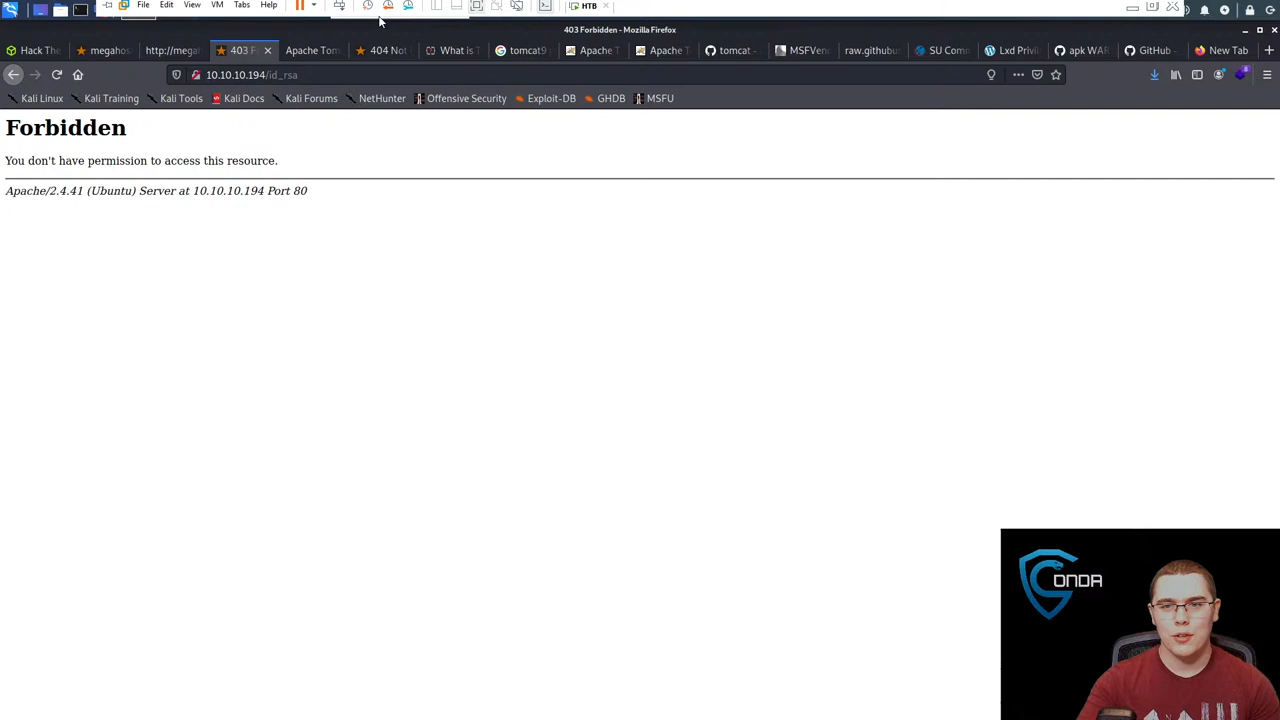 File Edit View VM Tabs Help HTB
403 Forbidden - Mozilla Firefox
Hack The megahos http://megah 403 F Apache Tom 404 Not What is T tomcat9 Apache T Apache T tomcat - MSFVen raw.githubu SU Com Lxd Privil apk WAR GitHub - New Tab
10.10.10.194/id_rsa
Kali Linux Kali Training Kali Tools Kali Docs Kali Forums NetHunter Offensive Security Exploit-DB GHDB MSFU
Forbidden
You don't have permission to access this resource.
Apache/2.4.41 (Ubuntu) Server at 10.10.10.194 Port 80
CONDA